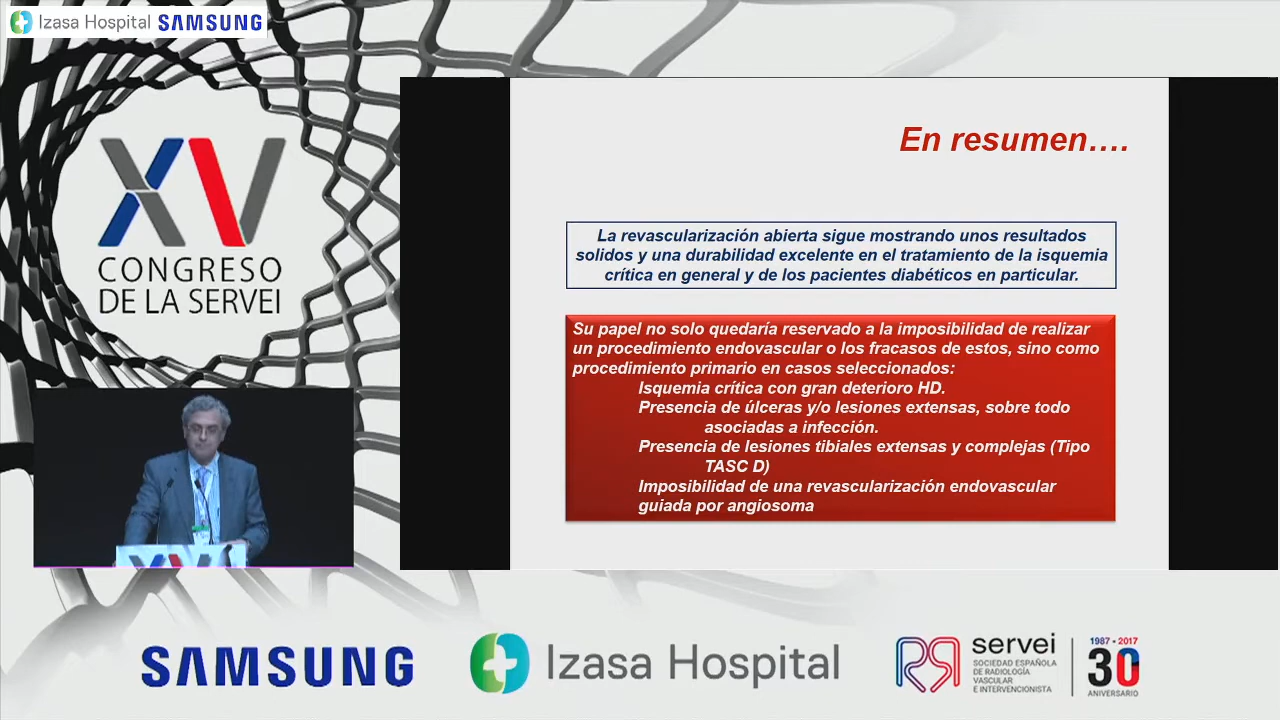 Izasa Hospital SAMSUNG
XV
CONGRESO
DE LA SERVEI
En resumen....
La revascularización abierta sigue mostrando unos resultados
solidos y una durabilidad excelente en el tratamiento de la isquemia
crítica en general y de los pacientes diabéticos en particular.
Su papel no solo quedaría reservado a la imposibilidad de realizar
un procedimiento endovascular o los fracasos de estos, sino como
procedimiento primario en casos seleccionados:
Isquemia crítica con gran deterioro HD.
Presencia de úlceras y/o lesiones extensas, sobre todo
asociadas a infección.
Presencia de lesiones tibiales extensas y complejas (Tipo
TASC D)
Imposibilidad de una revascularización endovascular
guiada por angiosoma
XV
SAMSUNG
Izasa Hospital
servei
SOCIEDAD ESPAÑOLA
DE RADIOLOGÍA
VASCULAR
E INTERVENCIONISTA
1987 • 2017
30
ANIVERSARIO